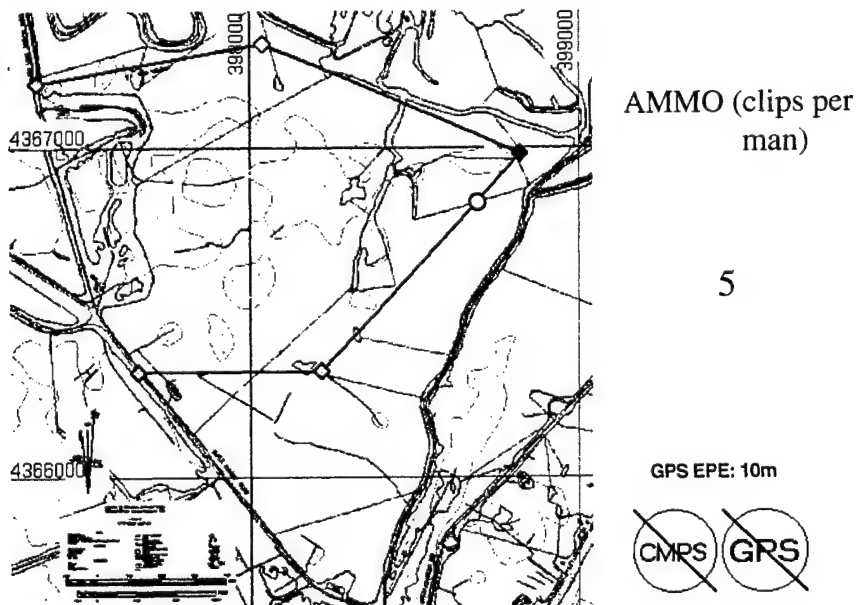 398000
399000
4367000
4366000
AMMO (clips per
man)
5
GPS EPE: 10m
CMPS
GPS